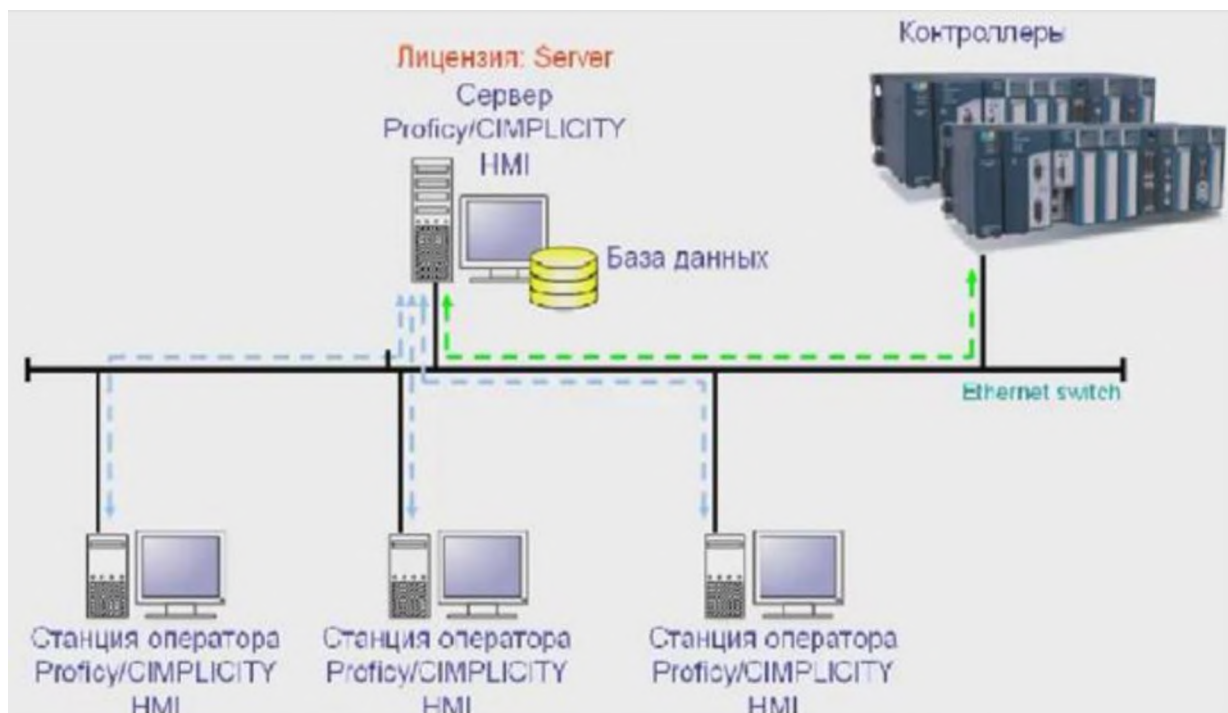 Контроллеры
Лицензия: Server
Сервер
Proficy/CIMPLICITY
HMI
База данных
Ethernet switch
Станция оператора
Proficy/CIMPLICITY
HMI
Станция оператора
Proficy/CIMPLICITY
HMI
Станция оператора
Proficy/CIMPLICITY
HMI